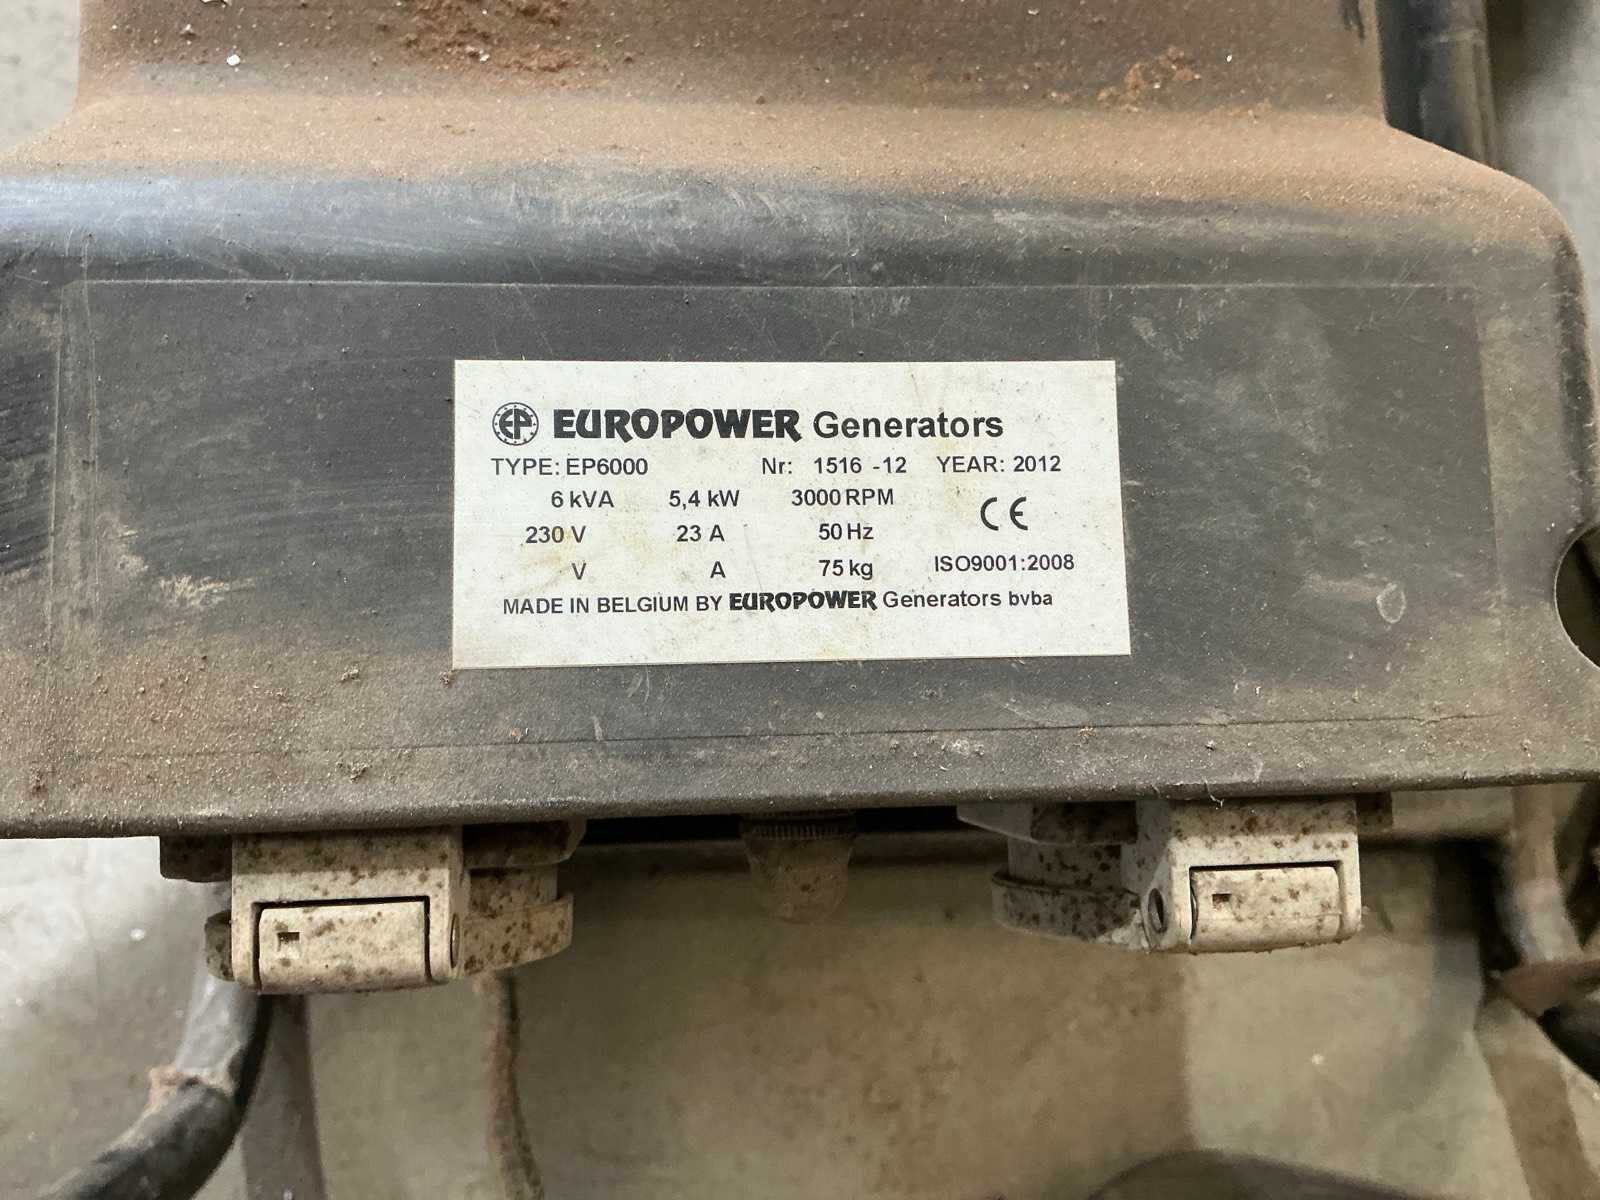 EP EUROPOWER Generators
TYPE: EP6000 Nr: 1516 -12 YEAR: 2012
6 kVA 5,4 kW 3000 RPM CE
230 V 23 A 50 Hz
V A 75 kg ISO9001:2008
MADE IN BELGIUM BY EUROPOWER Generators bvba